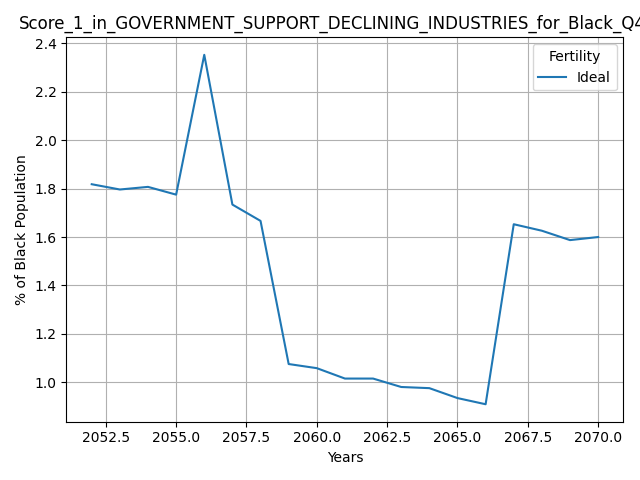 Score_1_in_GOVERNMENT_SUPPORT_DECLINING_INDUSTRIES_for_Black_Q4
Fertility
Ideal
2.4
2.2
2.0
1.8
1.6
1.4
1.2
1.0
% of Black Population
2052.5 2055.0 2057.5 2060.0 2062.5 2065.0 2067.5 2070.0
Years